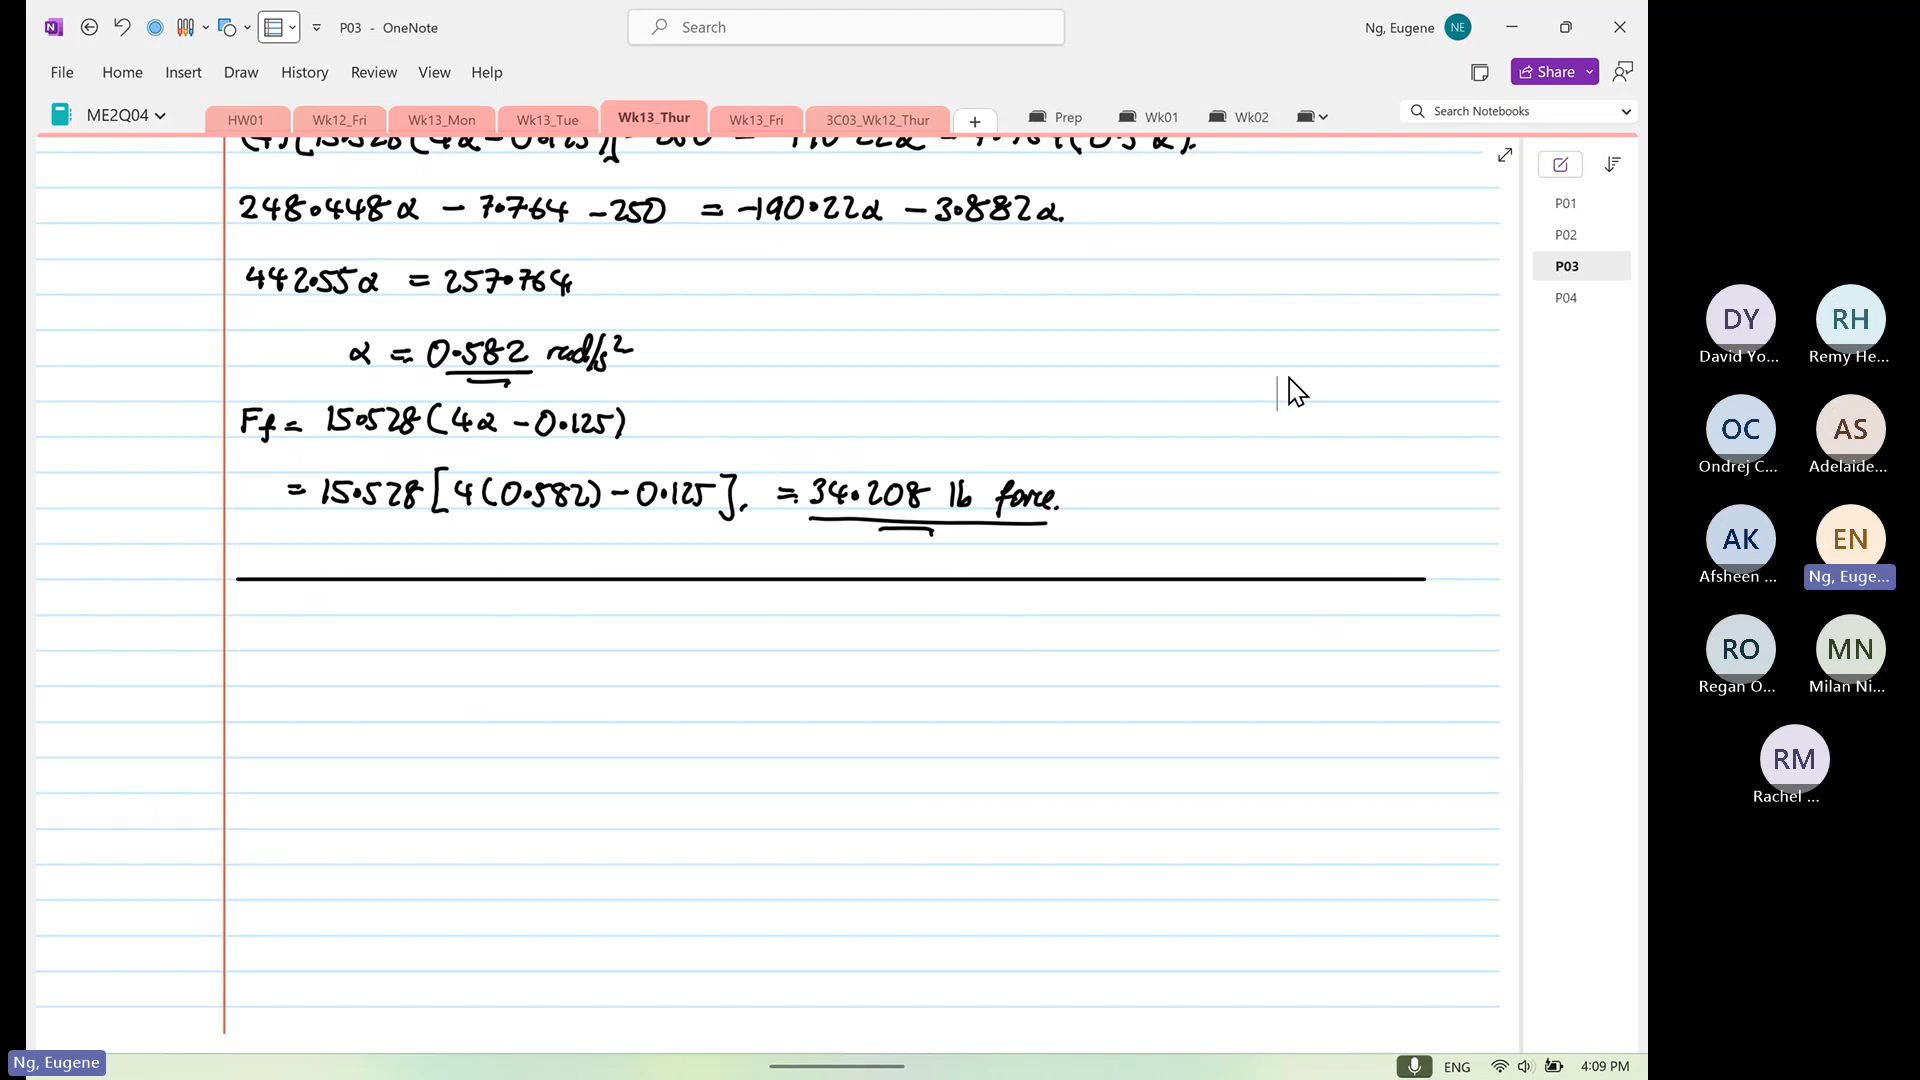 P03 - OneNote
Search
Ng, Eugene
NE
File Home Insert Draw History Review View Help
Share
ME2Q04
HW01 Wk12_Fri Wk13_Mon Wk13_Tue Wk13_Thur Wk13_Fri 3C03_Wk12_Thur + Prep Wk01 Wk02
Search Notebooks
248.448α - 7.764 - 250 = -190.22α - 3.882α.
442.55α = 257.764
α = 0.582 rad/s²
Ff = 15.528(4α - 0.125)
= 15.528[4(0.582) - 0.125]. = 34.208 lb force.
P01
P02
P03
P04
DY
David Yo...
RH
Remy He...
OC
Ondrej C...
AS
Adelaide...
AK
Afsheen ...
EN
Ng, Euge...
RO
Regan O...
MN
Milan Ni...
RM
Rachel ...
Ng, Eugene
ENG
4:09 PM